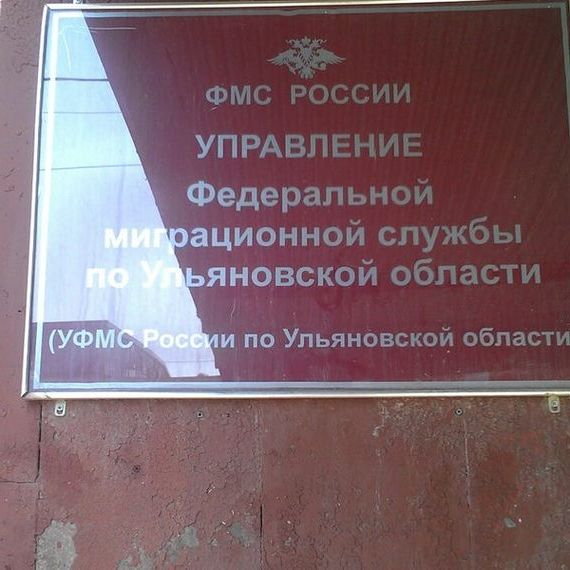 ФМС РОССИИ
УПРАВЛЕНИЕ
Федеральной
миграционной службы
по Ульяновской области
(УФМС России по Ульяновской области